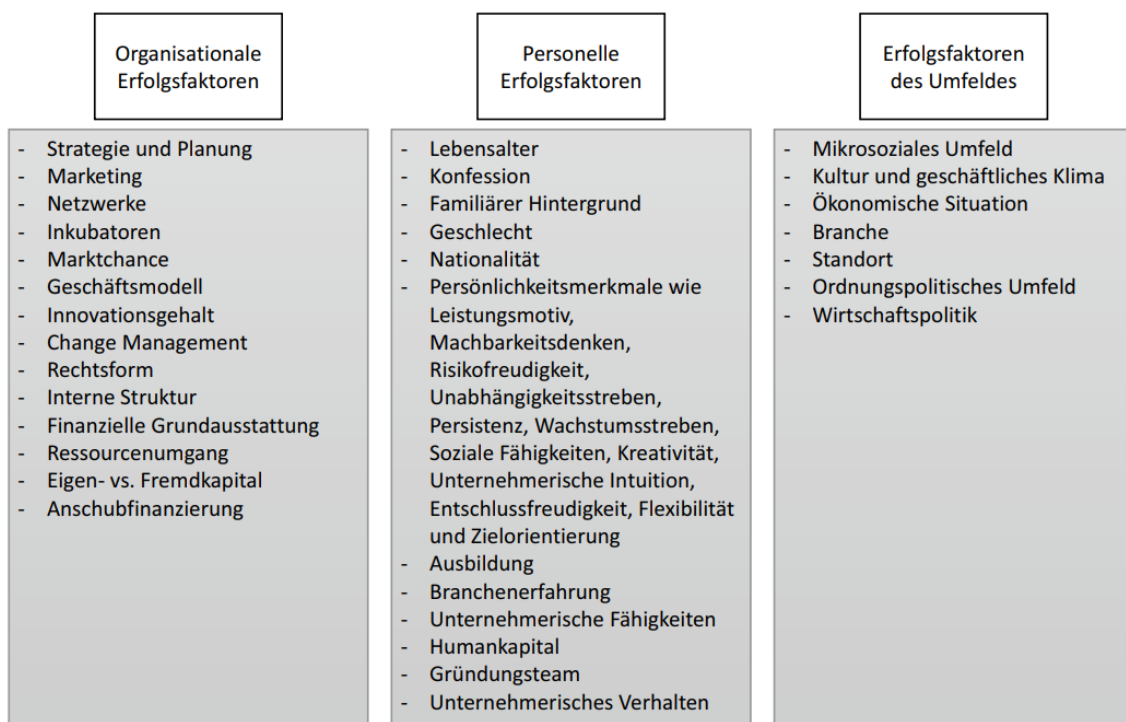 Organisationale
Erfolgsfaktoren
- Strategie und Planung
- Marketing
- Netzwerke
- Inkubatoren
- Marktchance
- Geschäftsmodell
- Innovationsgehalt
- Change Management
- Rechtsform
- Interne Struktur
- Finanzielle Grundausstattung
- Ressourcenumgang
- Eigen- vs. Fremdkapital
- Anschubfinanzierung
Personelle
Erfolgsfaktoren
- Lebensalter
- Konfession
- Familiärer Hintergrund
- Geschlecht
- Nationalität
- Persönlichkeitsmerkmale wie
Leistungsmotiv,
Machbarkeitsdenken,
Risikofreudigkeit,
Unabhängigkeitsstreben,
Persistenz, Wachstumsstreben,
Soziale Fähigkeiten, Kreativität,
Unternehmerische Intuition,
Entschlussfreudigkeit, Flexibilität
und Zielorientierung
- Ausbildung
- Branchenerfahrung
- Unternehmerische Fähigkeiten
- Humankapital
- Gründungsteam
- Unternehmerisches Verhalten
Erfolgsfaktoren
des Umfeldes
- Mikrosoziales Umfeld
- Kultur und geschäftliches Klima
- Ökonomische Situation
- Branche
- Standort
- Ordnungspolitisches Umfeld
- Wirtschaftspolitik